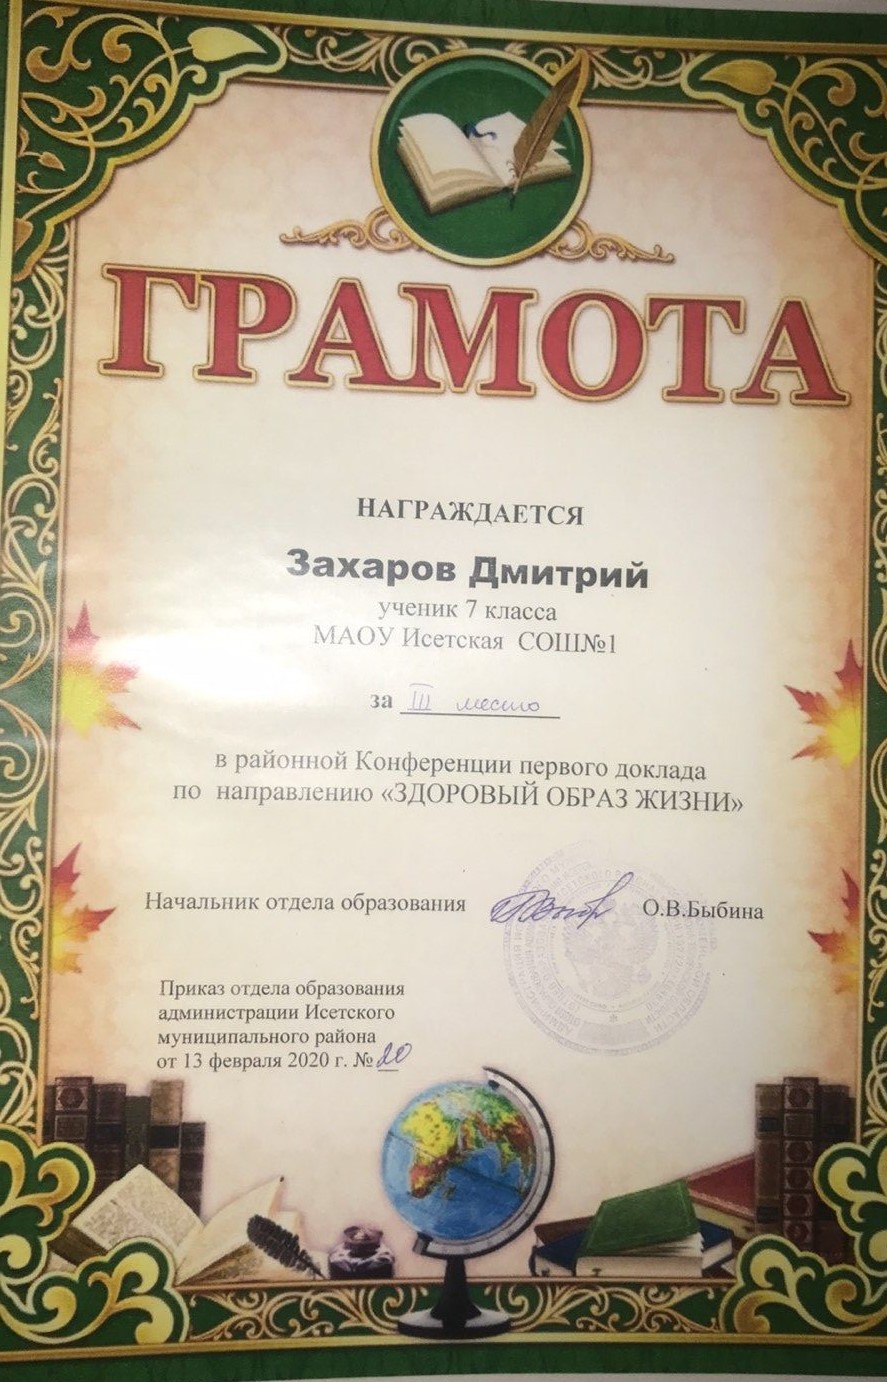 ГРАМОТА
НАГРАЖДАЕТСЯ
Захаров Дмитрий
ученик 7 класса
МАОУ Исетская СОШ№1
за III место
в районной Конференции первого доклада
по направлению «ЗДОРОВЫЙ ОБРАЗ ЖИЗНИ»
Начальник отдела образования О.В.Быбина
Приказ отдела образования
администрации Исетского
муниципального района
от 13 февраля 2020 г. №20